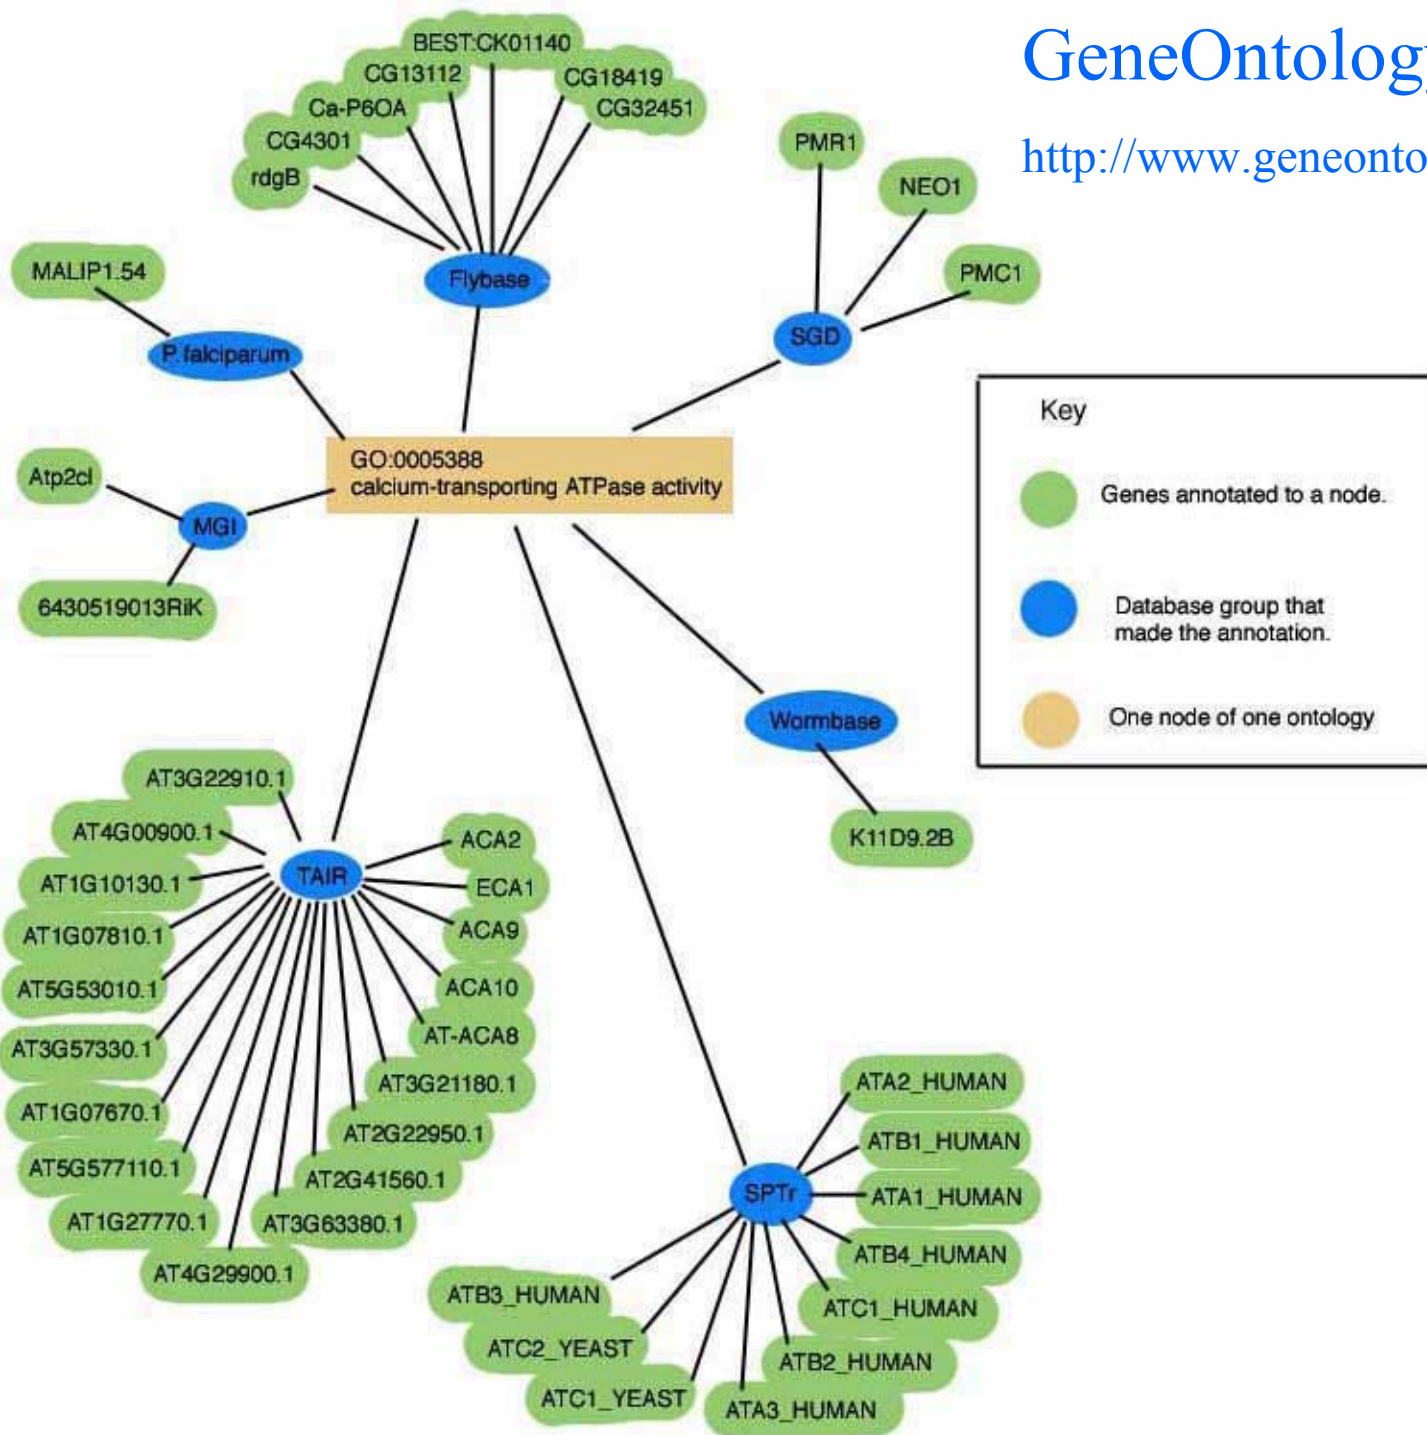 GeneOntology
http://www.geneonto
BEST:CK01140
CG13112
CG18419
Ca-P6OA
CG32451
CG4301
rdgB
PMR1
NEO1
PMC1
MALIP1.54
Flybase
SGD
P.falciparum
Key
GO:0005388
calcium-transporting ATPase activity
Atp2cl
MGI
6430519013RiK
Genes annotated to a node.
Database group that
made the annotation.
One node of one ontology
Wormbase
K11D9.2B
AT3G22910.1
AT4G00900.1
AT1G10130.1
AT1G07810.1
AT5G53010.1
AT3G57330.1
AT1G07670.1
AT5G577110.1
AT1G27770.1
AT4G29900.1
TAIR
ACA2
ECA1
ACA9
ACA10
AT-ACA8
AT3G21180.1
AT2G22950.1
AT2G41560.1
AT3G63380.1
SPTr
ATA2_HUMAN
ATB1_HUMAN
ATA1_HUMAN
ATB4_HUMAN
ATC1_HUMAN
ATB2_HUMAN
ATA3_HUMAN
ATB3_HUMAN
ATC2_YEAST
ATC1_YEAST